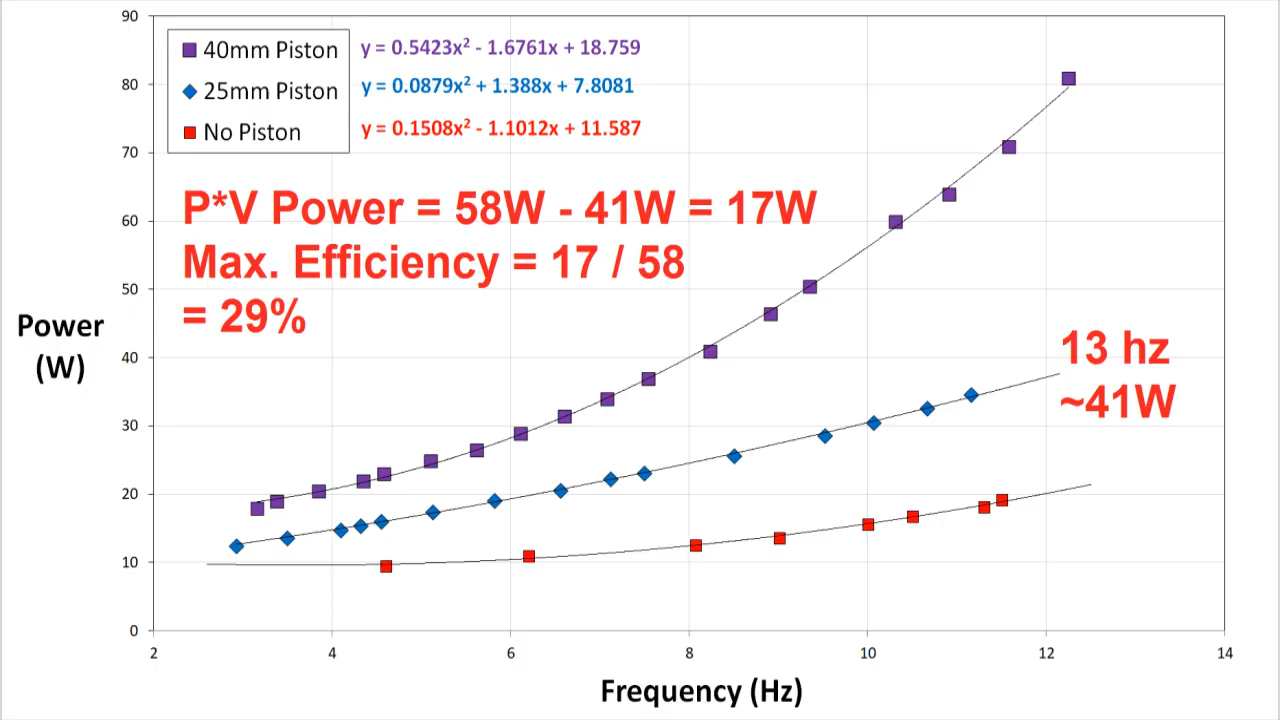 90
80
70
60
50
40
30
20
10
0
40mm Piston
25mm Piston
No Piston
y = 0.5423x² - 1.6761x + 18.759
y = 0.0879x² + 1.388x + 7.8081
y = 0.1508x² - 1.1012x + 11.587
P*V Power = 58W - 41W = 17W
Max. Efficiency = 17 / 58
= 29%
Power
(W)
13 hz
~41W
2 4 6 8 10 12 14
Frequency (Hz)